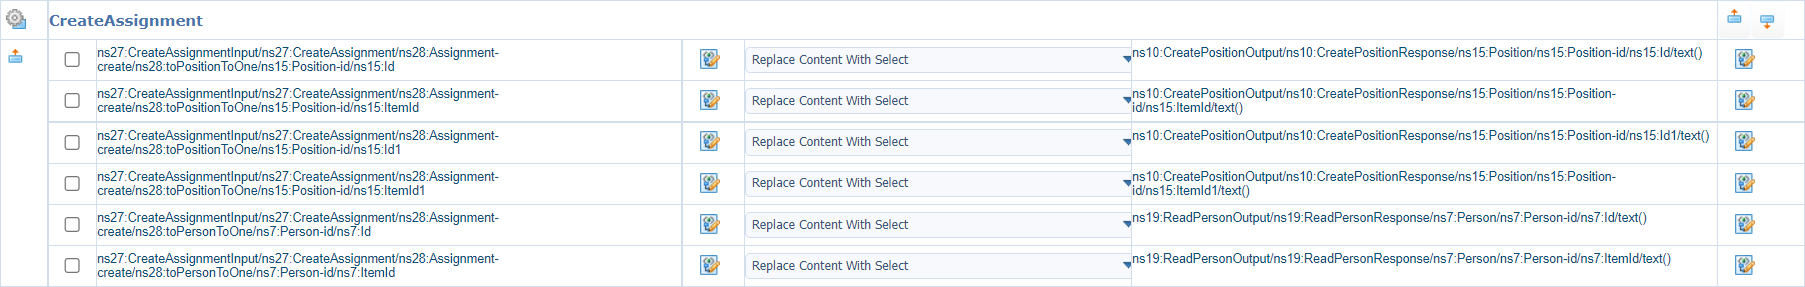 CreateAssignment
ns27:CreateAssignmentInput/ns27:CreateAssignment/ns28:Assignment-
create/ns28:toPositionToOne/ns15:Position-id/ns15:Id
Replace Content With Select
ns10:CreatePositionOutput/ns10:CreatePositionResponse/ns15:Position/ns15:Position-id/ns15:Id/text()
ns27:CreateAssignmentInput/ns27:CreateAssignment/ns28:Assignment-
create/ns28:toPositionToOne/ns15:Position-id/ns15:ItemId
Replace Content With Select
ns10:CreatePositionOutput/ns10:CreatePositionResponse/ns15:Position/ns15:Position-
id/ns15:ItemId/text()
ns27:CreateAssignmentInput/ns27:CreateAssignment/ns28:Assignment-
create/ns28:toPositionToOne/ns15:Position-id/ns15:Id1
Replace Content With Select
ns10:CreatePositionOutput/ns10:CreatePositionResponse/ns15:Position/ns15:Position-id/ns15:Id1/text()
ns27:CreateAssignmentInput/ns27:CreateAssignment/ns28:Assignment-
create/ns28:toPositionToOne/ns15:Position-id/ns15:ItemId1
Replace Content With Select
ns10:CreatePositionOutput/ns10:CreatePositionResponse/ns15:Position/ns15:Position-
id/ns15:ItemId1/text()
ns27:CreateAssignmentInput/ns27:CreateAssignment/ns28:Assignment-
create/ns28:toPersonToOne/ns7:Person-id/ns7:Id
Replace Content With Select
ns19:ReadPersonOutput/ns19:ReadPersonResponse/ns7:Person/ns7:Person-id/ns7:Id/text()
ns27:CreateAssignmentInput/ns27:CreateAssignment/ns28:Assignment-
create/ns28:toPersonToOne/ns7:Person-id/ns7:ItemId
Replace Content With Select
ns19:ReadPersonOutput/ns19:ReadPersonResponse/ns7:Person/ns7:Person-id/ns7:ItemId/text()